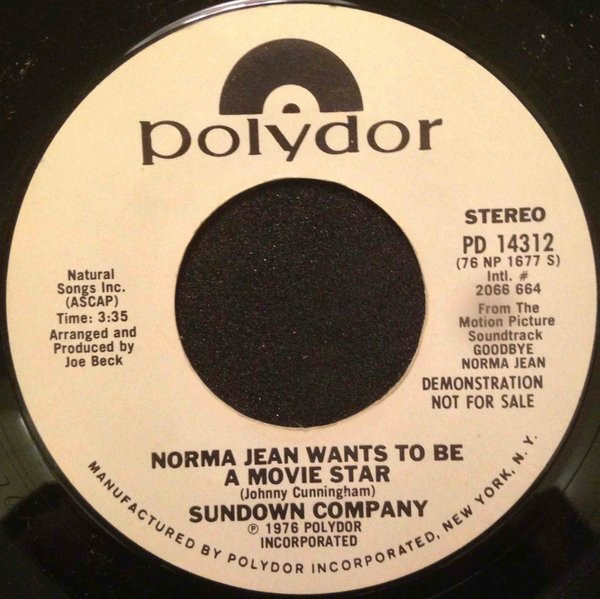 polydor
STEREO
PD 14312
(76 NP 1677 S)
Intl. #
2066 664
From The
Motion Picture
Soundtrack
GOODBYE
NORMA JEAN
DEMONSTRATION
NOT FOR SALE
Natural
Songs Inc.
(ASCAP)
Time: 3:35
Arranged and
Produced by
Joe Beck
NORMA JEAN WANTS TO BE
A MOVIE STAR
(Johnny Cunningham)
SUNDOWN COMPANY
℗ 1976 POLYDOR
INCORPORATED
MANUFACTURED BY POLYDOR INCORPORATED, NEW YORK, N. Y.